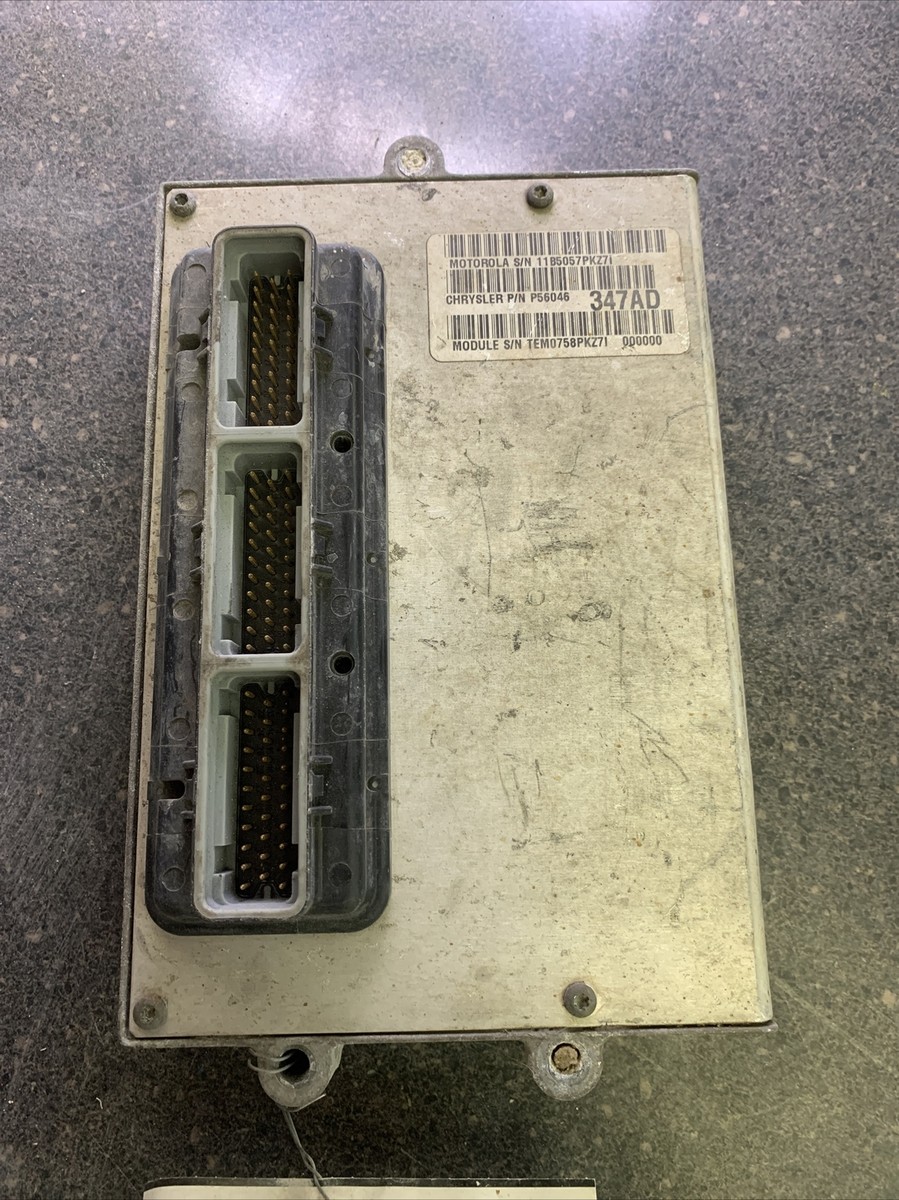 MOTOROLA S/N 1185057PKZ7I
CHRYSLER P/N P56046 347AD
MODULE S/N TEM0758PKZ7I 000000